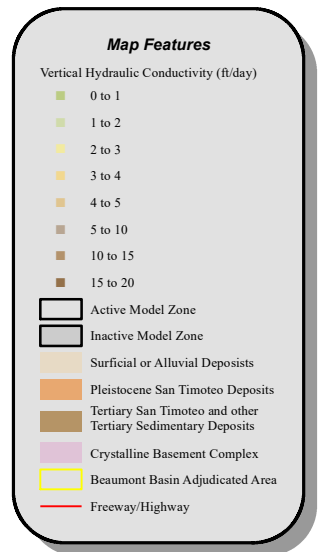 Map Features
Vertical Hydraulic Conductivity (ft/day)
0 to 1
1 to 2
2 to 3
3 to 4
4 to 5
5 to 10
10 to 15
15 to 20
Active Model Zone
Inactive Model Zone
Surficial or Alluvial Deposists
Pleistocene San Timoteo Deposits
Tertiary San Timoteo and other
Tertiary Sedimentary Deposits
Crystalline Basement Complex
Beaumont Basin Adjudicated Area
Freeway/Highway